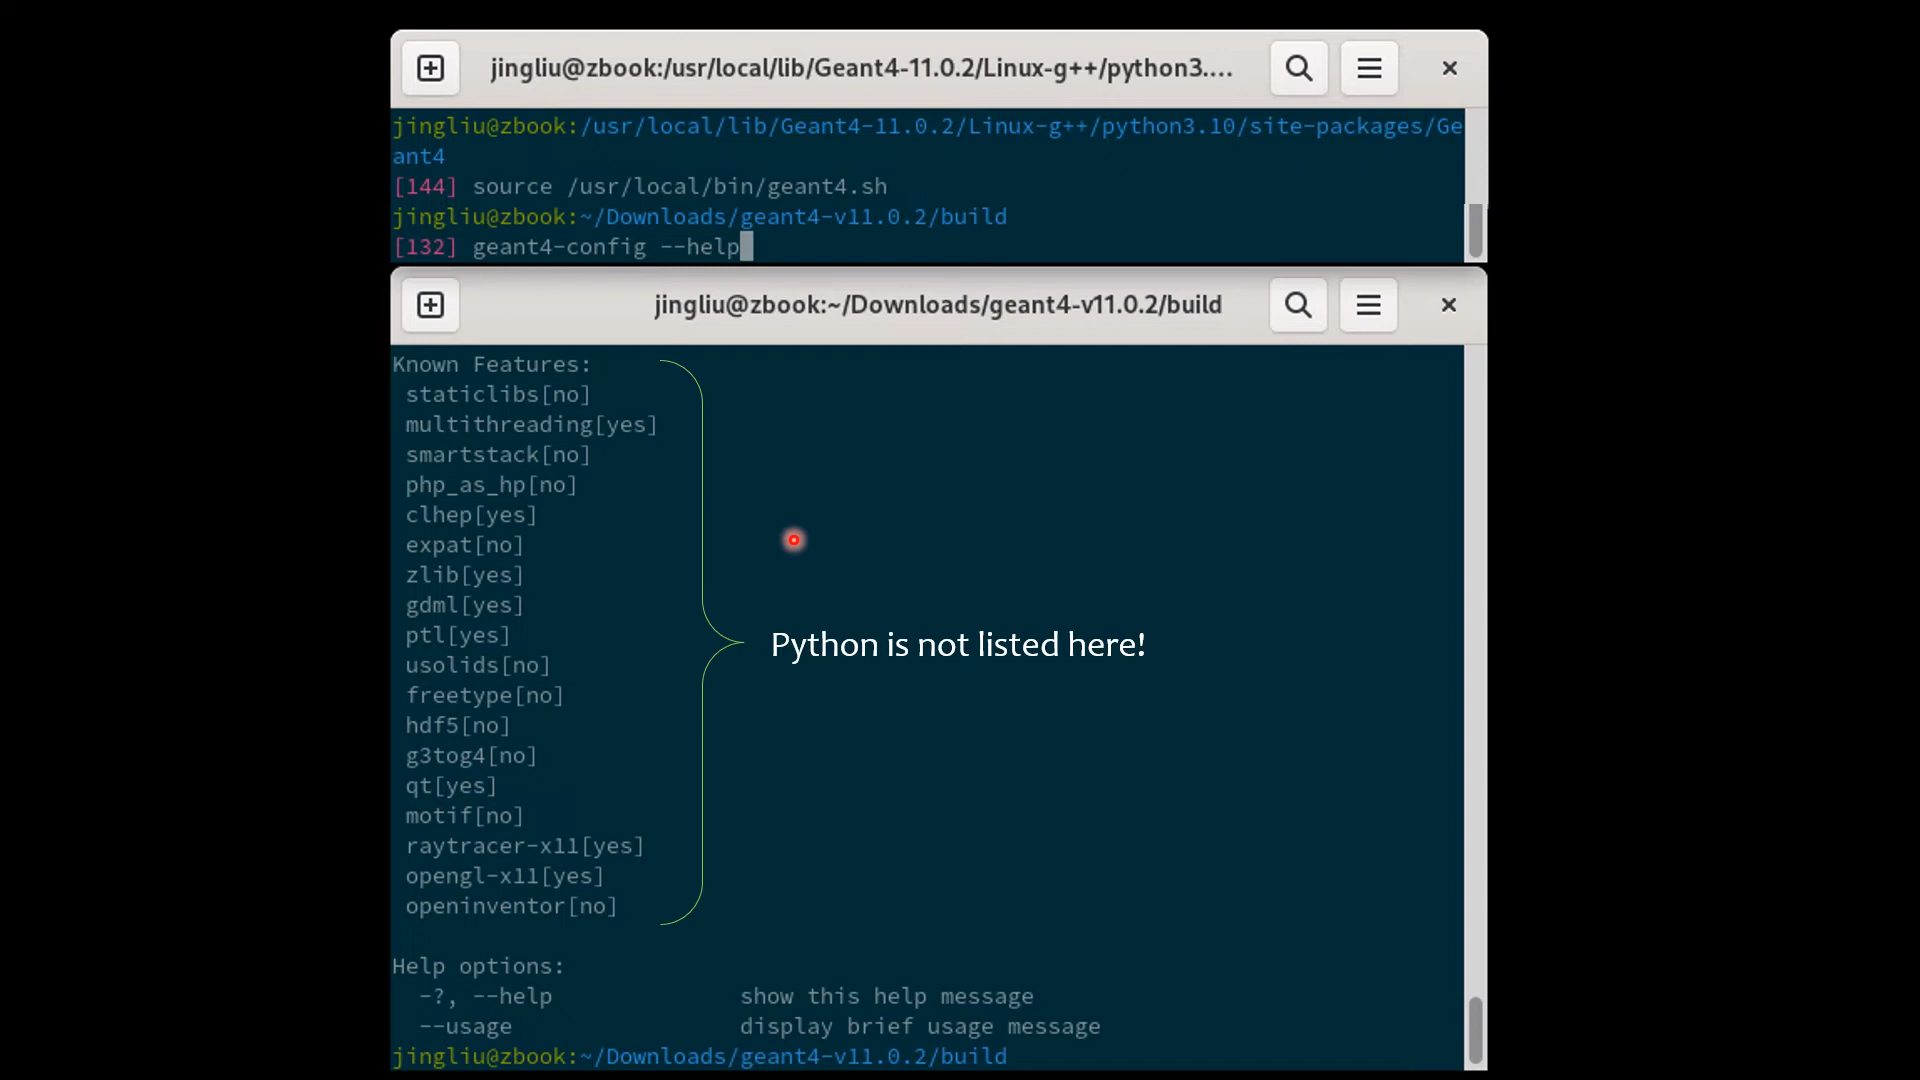 jingliu@zbook:/usr/local/lib/Geant4-11.0.2/Linux-g++/python3....
jingliu@zbook:/usr/local/lib/Geant4-11.0.2/Linux-g++/python3.10/site-packages/Ge
ant4
[144] source /usr/local/bin/geant4.sh
jingliu@zbook:~/Downloads/geant4-v11.0.2/build
[132] geant4-config --help
jingliu@zbook:~/Downloads/geant4-v11.0.2/build
Known Features:
staticlibs[no]
multithreading[yes]
smartstack[no]
php_as_hp[no]
clhep[yes]
expat[no]
zlib[yes]
gdml[yes]
ptl[yes]
usolids[no]
freetype[no]
hdf5[no]
g3tog4[no]
qt[yes]
motif[no]
raytracer-x11[yes]
opengl-x11[yes]
openinventor[no]
Python is not listed here!
Help options:
-?, --help show this help message
--usage display brief usage message
jingliu@zbook:~/Downloads/geant4-v11.0.2/build